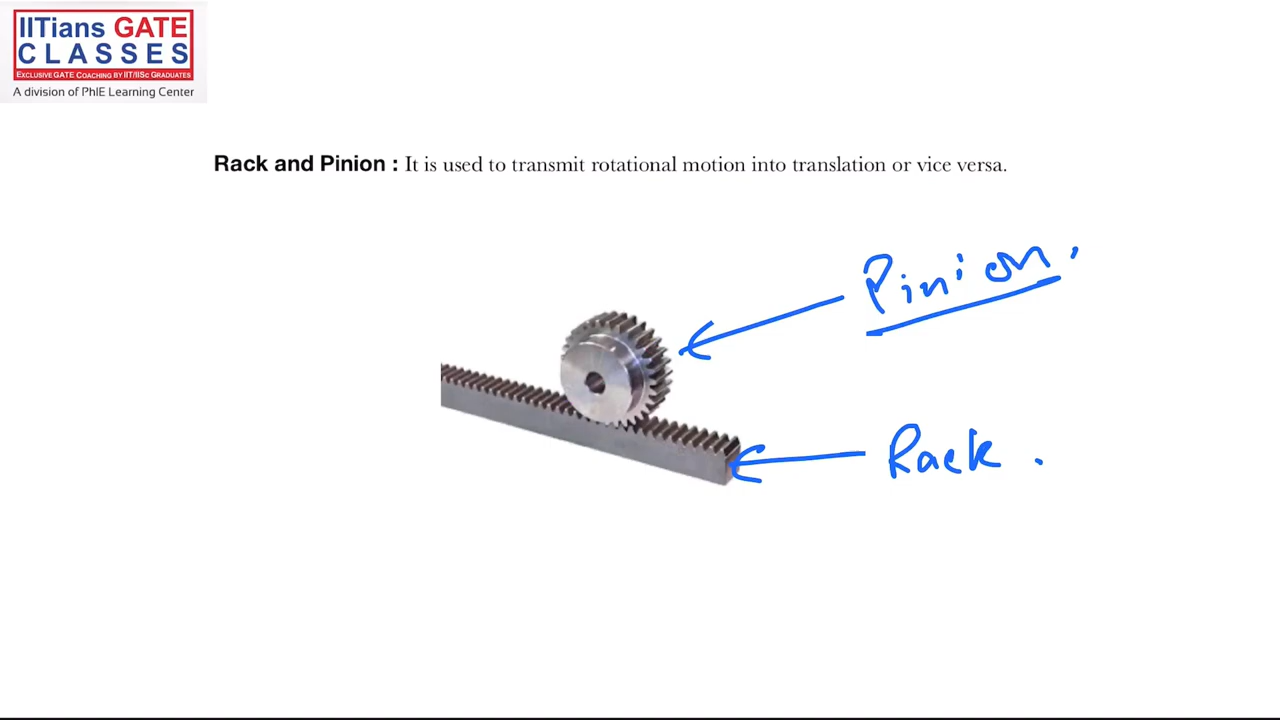 IITians GATE
CLASSES
EXCLUSIVE GATE COACHING BY IIT/IISC GRADUATES
A division of PhIE Learning Center
Rack and Pinion : It is used to transmit rotational motion into translation or vice versa.
Pinion.
Rack.